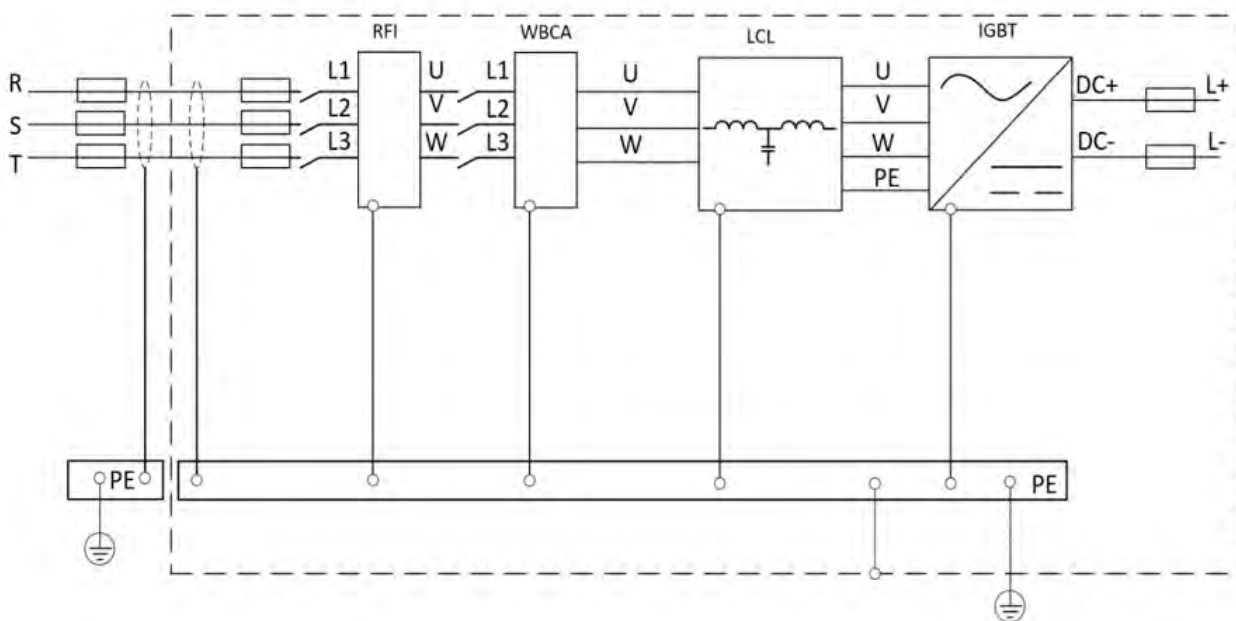 RFI WBCA LCL IGBT
R L1 U L1 U U DC+ L+
S L2 V L2 V V
T L3 W L3 W W DC- L-
PE
PE PE